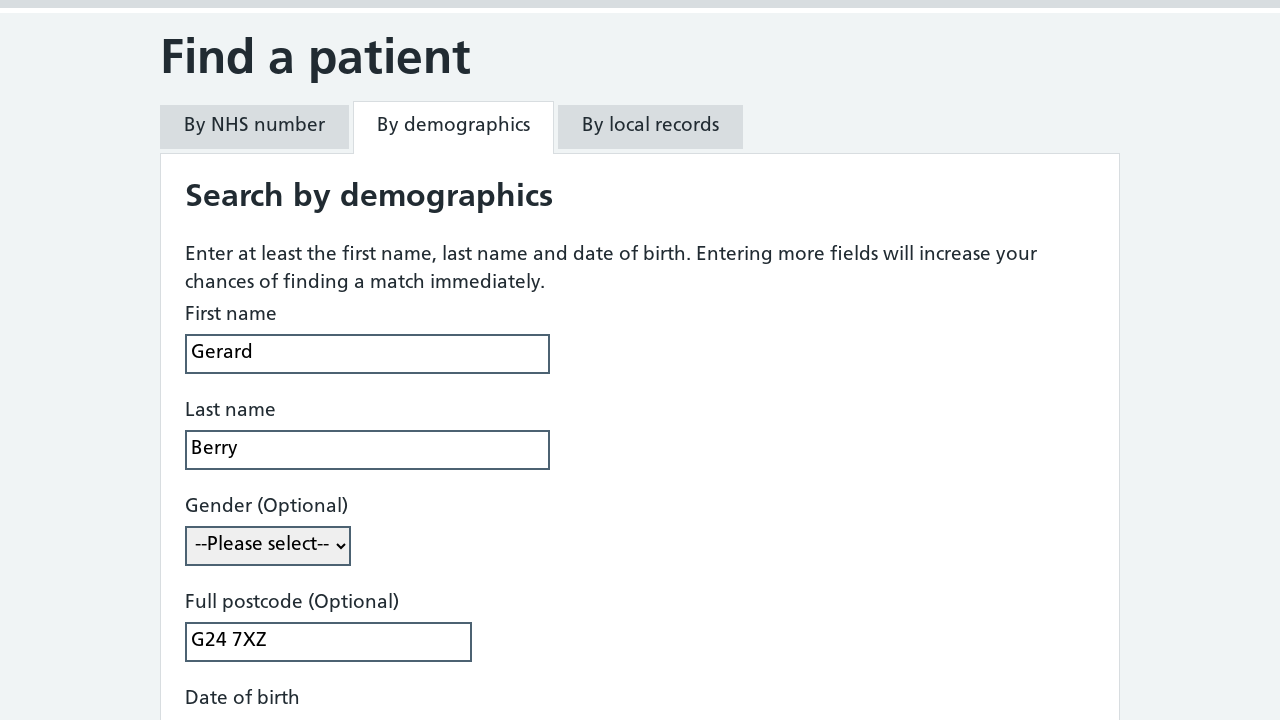 Find a patient
By NHS number
By demographics
By local records
Search by demographics
Enter at least the first name, last name and date of birth. Entering more fields will increase your
chances of finding a match immediately.
First name
Gerard
Last name
Berry
Gender (Optional)
--Please select--
Full postcode (Optional)
G24 7XZ
Date of birth